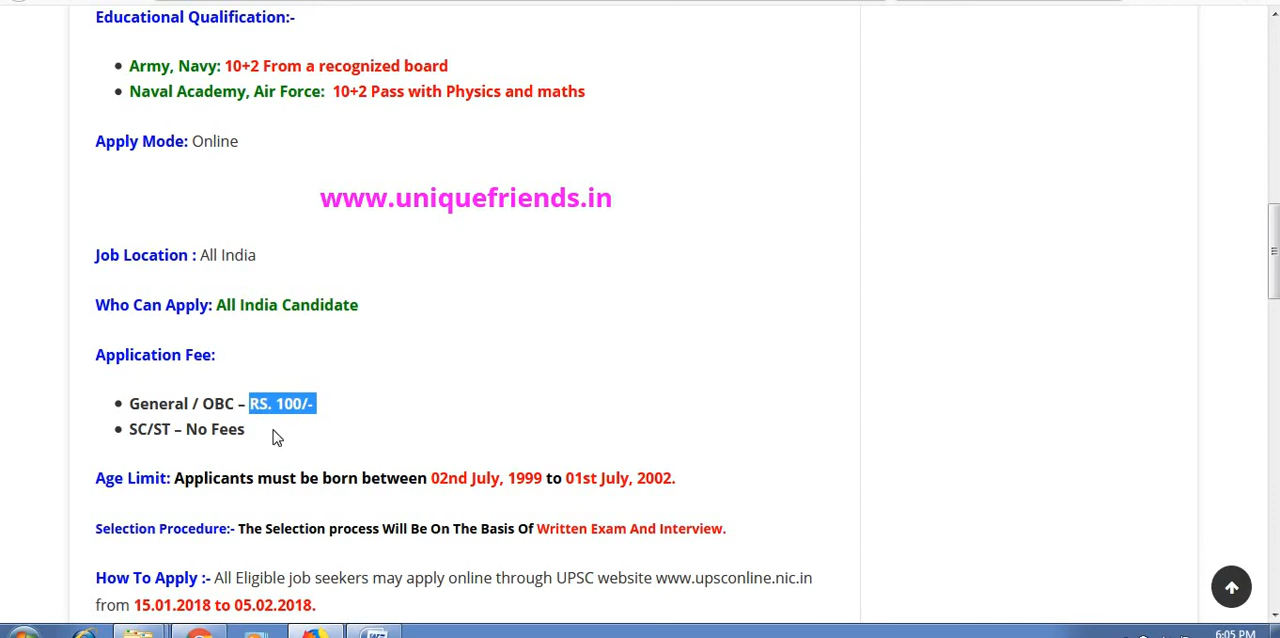 Educational Qualification:-
Army, Navy: 10+2 From a recognized board
Naval Academy, Air Force: 10+2 Pass with Physics and maths
Apply Mode: Online
www.uniquefriends.in
Job Location : All India
Who Can Apply: All India Candidate
Application Fee:
General / OBC – RS. 100/-
SC/ST – No Fees
Age Limit: Applicants must be born between 02nd July, 1999 to 01st July, 2002.
Selection Procedure:- The Selection process Will Be On The Basis Of Written Exam And Interview.
How To Apply :- All Eligible job seekers may apply online through UPSC website www.upsconline.nic.in
from 15.01.2018 to 05.02.2018.
6:05 PM